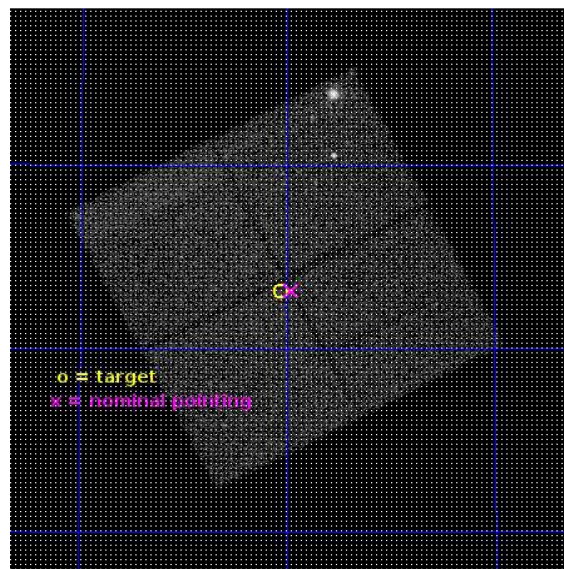 o = target
x = nominal pointing